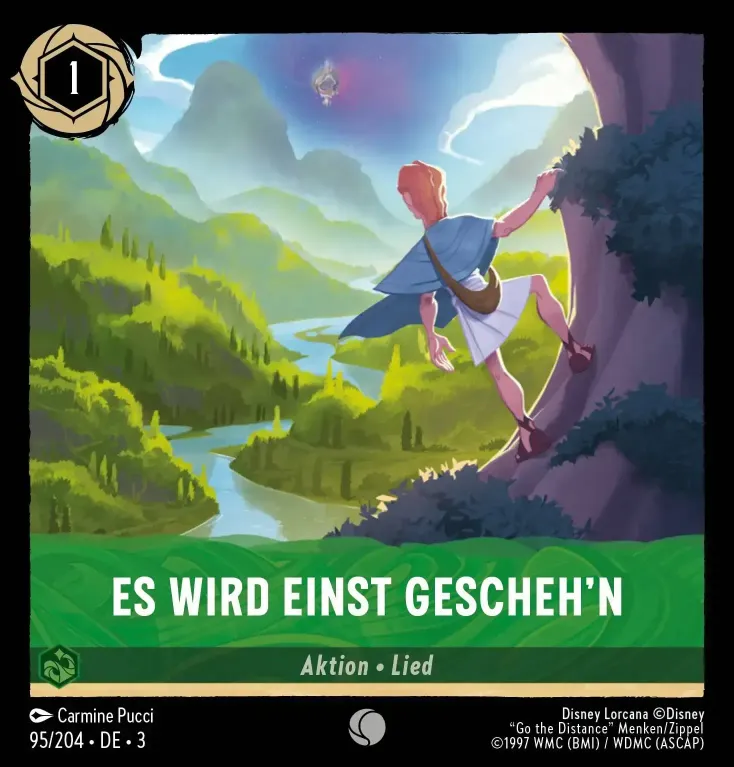 1
ES WIRD EINST GESCHEH’N
Aktion • Lied
Carmine Pucci
95/204 • DE • 3
Disney Lorcana ©Disney
“Go the Distance” Menken/Zippel
©1997 WMC (BMI) / WDMC (ASCAP)